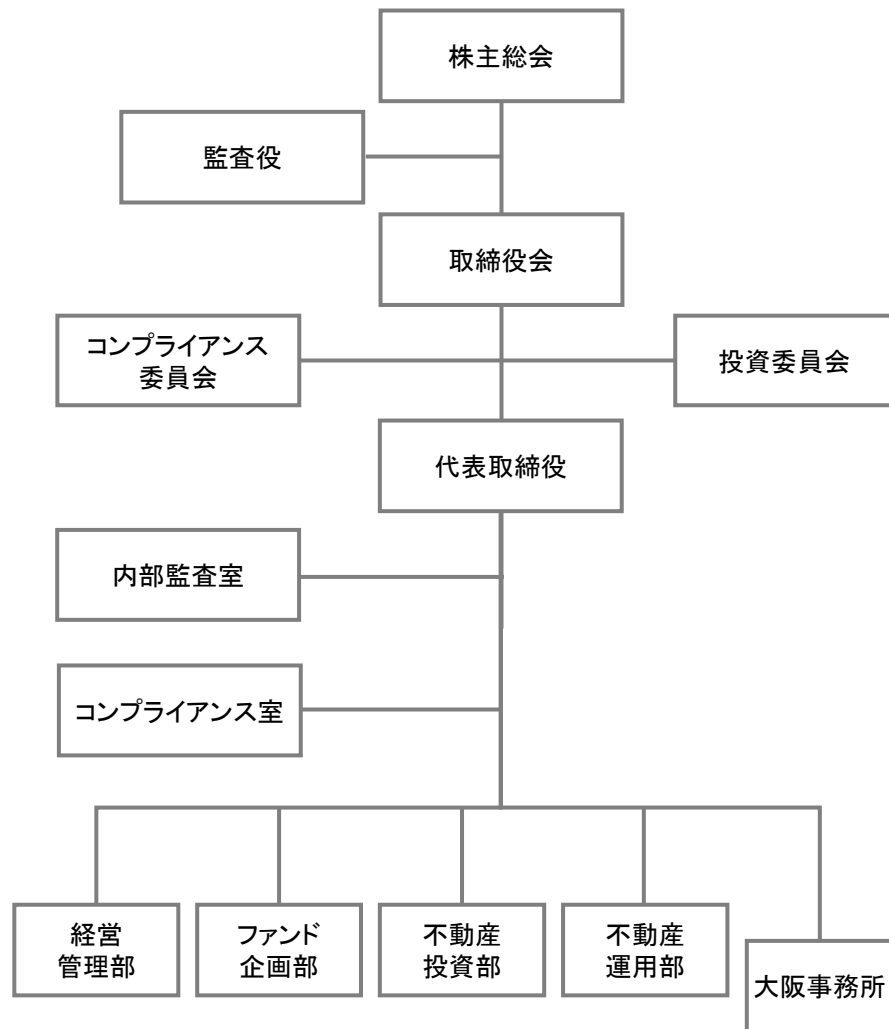 株主総会
監査役
取締役会
コンプライアンス
委員会
投資委員会
代表取締役
内部監査室
コンプライアンス室
経営
管理部
ファンド
企画部
不動産
投資部
不動産
運用部
大阪事務所